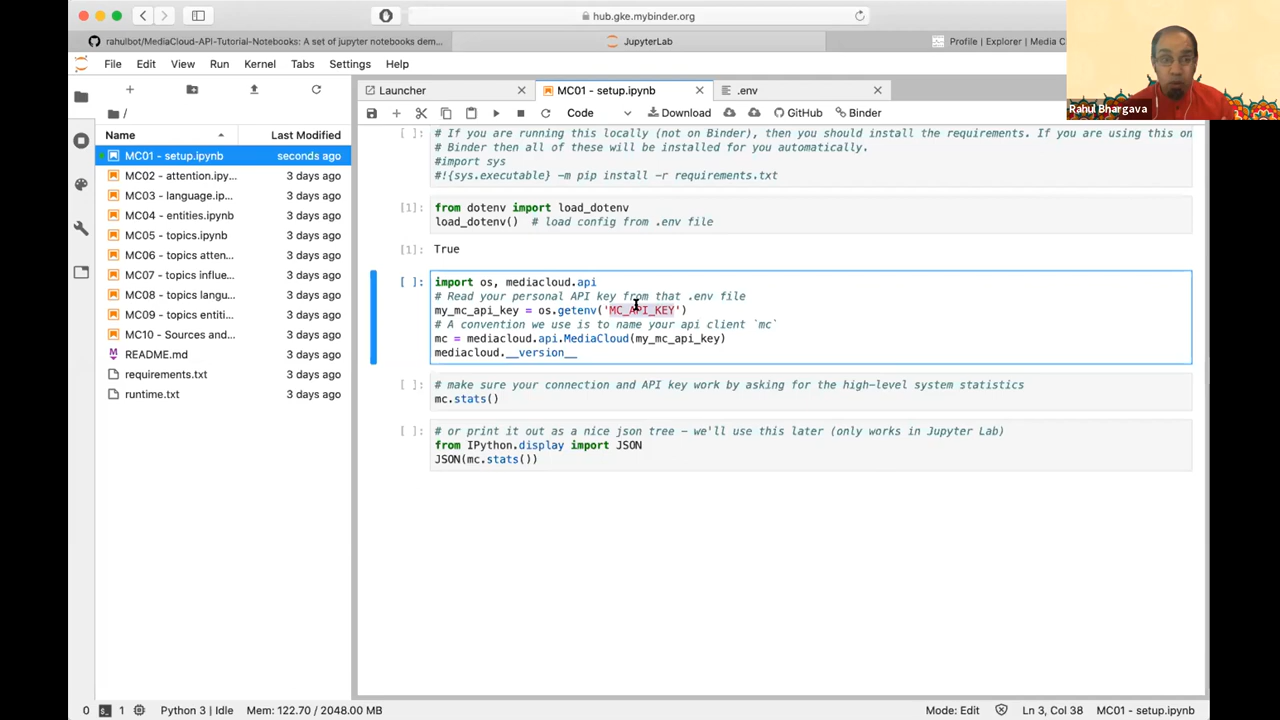 hub.gke.mybinder.org
rahulbot/MediaCloud-API-Tutorial-Notebooks: A set of jupyter notebooks dem...
JupyterLab
Profile | Explorer | Media C
Rahul Bhargava
File Edit View Run Kernel Tabs Settings Help
Launcher
MC01 - setup.ipynb
.env
Code
Download
GitHub
Binder
/
Name Last Modified
MC01 - setup.ipynb seconds ago
MC02 - attention.ipy... 3 days ago
MC03 - language.ip... 3 days ago
MC04 - entities.ipynb 3 days ago
MC05 - topics.ipynb 3 days ago
MC06 - topics atten... 3 days ago
MC07 - topics influe... 3 days ago
MC08 - topics langu... 3 days ago
MC09 - topics entiti... 3 days ago
MC10 - Sources and... 3 days ago
README.md 3 days ago
requirements.txt 3 days ago
runtime.txt 3 days ago
[ ]: # If you are running this locally (not on Binder), then you should install the requirements. If you are using this on
# Binder then all of these will be installed for you automatically.
#import sys
#!{sys.executable} -m pip install -r requirements.txt
[1]: from dotenv import load_dotenv
load_dotenv()  # load config from .env file
[1]: True
[ ]: import os, mediacloud.api
# Read your personal API key from that .env file
my_mc_api_key = os.getenv('MC_API_KEY')
# A convention we use is to name your api client `mc`
mc = mediacloud.api.MediaCloud(my_mc_api_key)
mediacloud.__version__
[ ]: # make sure your connection and API key work by asking for the high-level system statistics
mc.stats()
[ ]: # or print it out as a nice json tree – we'll use this later (only works in Jupyter Lab)
from IPython.display import JSON
JSON(mc.stats())
0 1 Python 3 | Idle Mem: 122.70 / 2048.00 MB
Mode: Edit Ln 3, Col 38 MC01 - setup.ipynb